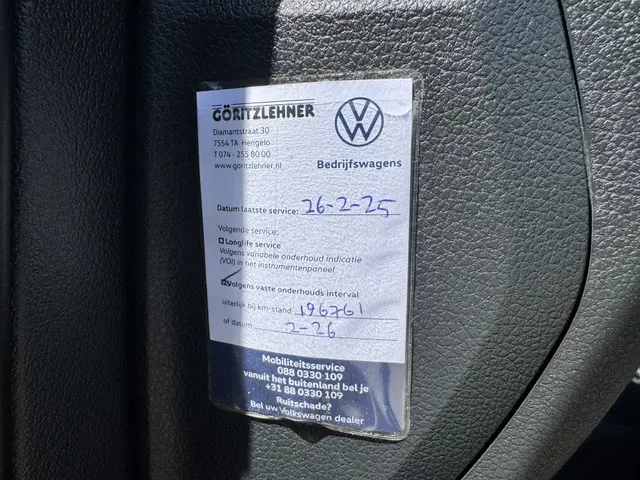 GÖRITZLEHNER
Diamantstraat 30
7554 TA Hengelo
T 074 - 255 80 00
www.goritzlehner.nl
Bedrijfswagens
Datum laatste service: 26-2-25
Volgende service:
Longlife service
Volgens variabele onderhoud indicatie
(VOI) in het instrumentenpaneel
Volgens vaste onderhouds interval
uiterlijk bij km-stand 196761
of datum 2-26
Mobiliteitsservice
088 0330 109
vanuit het buitenland bel je
+31 88 0330 109
Ruitschade?
Bel uw Volkswagen dealer